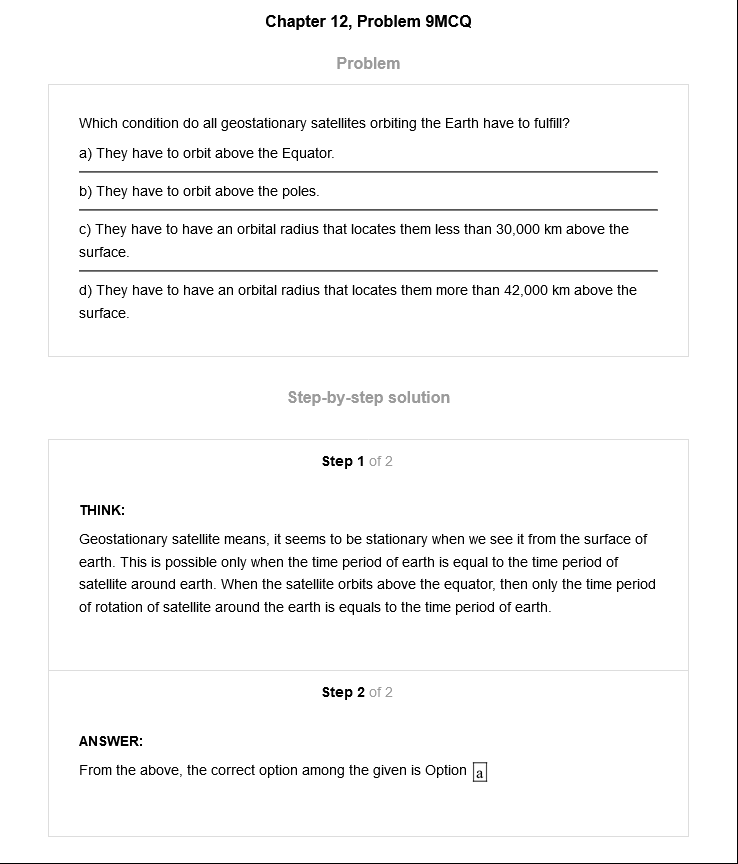 Chapter 12, Problem 9MCQ
Problem
Which condition do all geostationary satellites orbiting the Earth have to fulfill?
a) They have to orbit above the Equator.
b) They have to orbit above the poles.
c) They have to have an orbital radius that locates them less than 30,000 km above the
surface.
d) They have to have an orbital radius that locates them more than 42,000 km above the
surface.
Step-by-step solution
Step 1 of 2
THINK:
Geostationary satellite means, it seems to be stationary when we see it from the surface of
earth. This is possible only when the time period of earth is equal to the time period of
satellite around earth. When the satellite orbits above the equator, then only the time period
of rotation of satellite around the earth is equals to the time period of earth.
Step 2 of 2
ANSWER:
From the above, the correct option among the given is Option a